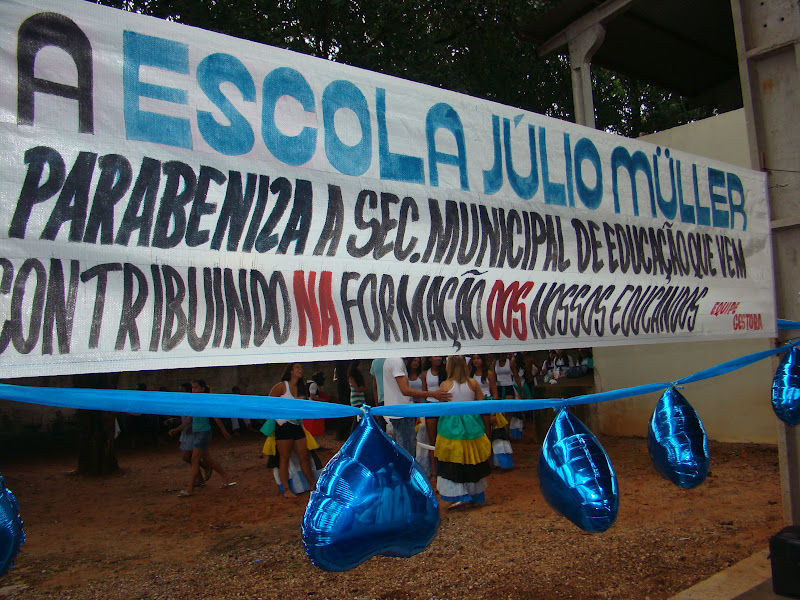 A ESCOLA JÚLIO MÜLLER
PARABENIZA A SEC. MUNICIPAL DE EDUCAÇÃO QUE VEM
CONTRIBUINDO NA FORMAÇÃO DOS NOSSOS EDUCANDOS
EQUIPE
GESTORA